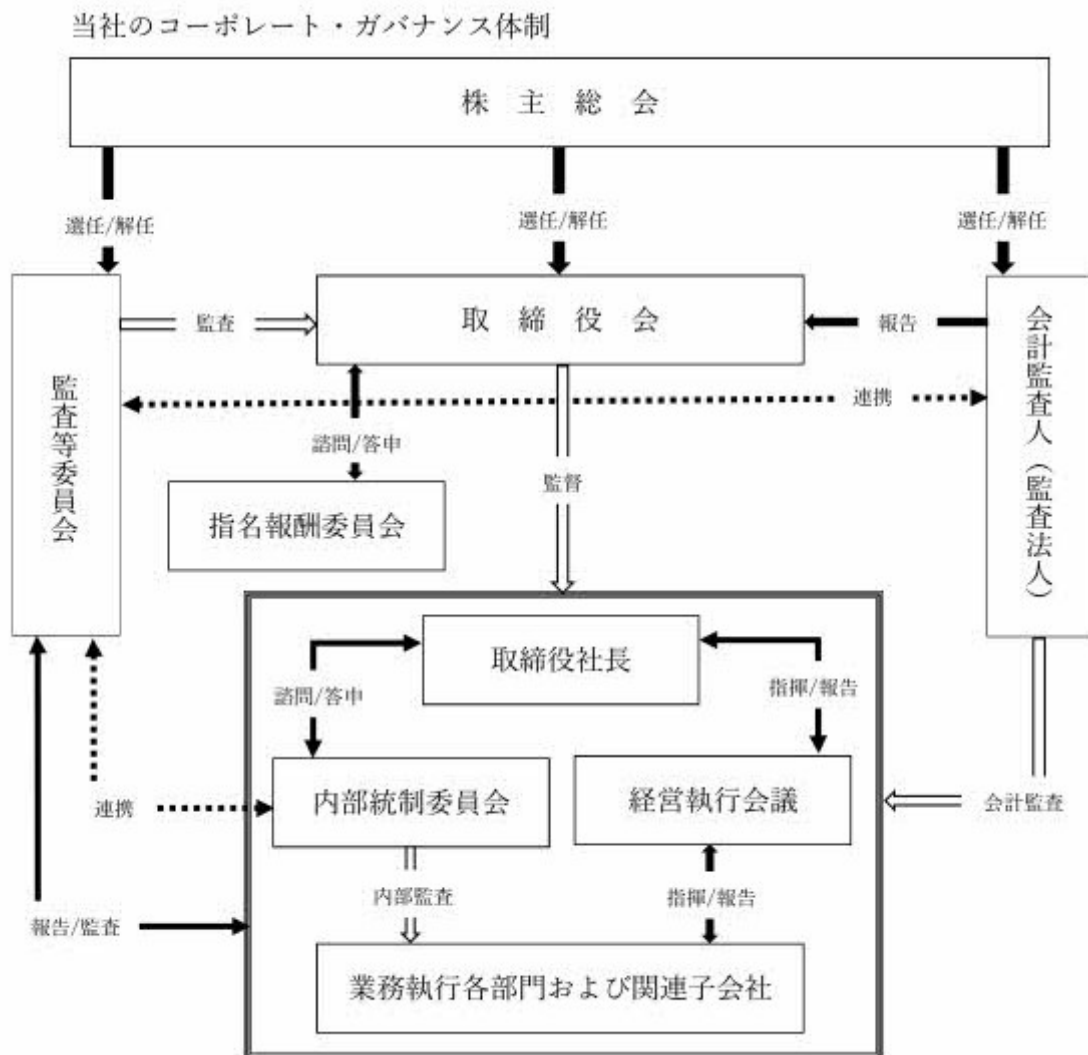 当社のコーポレート・ガバナンス体制
株 主 総 会
選任/解任
選任/解任
選任/解任
監査等委員会
監査
取 締 役 会
報告
会計監査人（監査法人）
連携
諮問/答申
監督
指名報酬委員会
取締役社長
諮問/答申
指揮/報告
内部統制委員会
経営執行会議
連携
会計監査
内部監査
指揮/報告
報告/監査
業務執行各部門および関連子会社